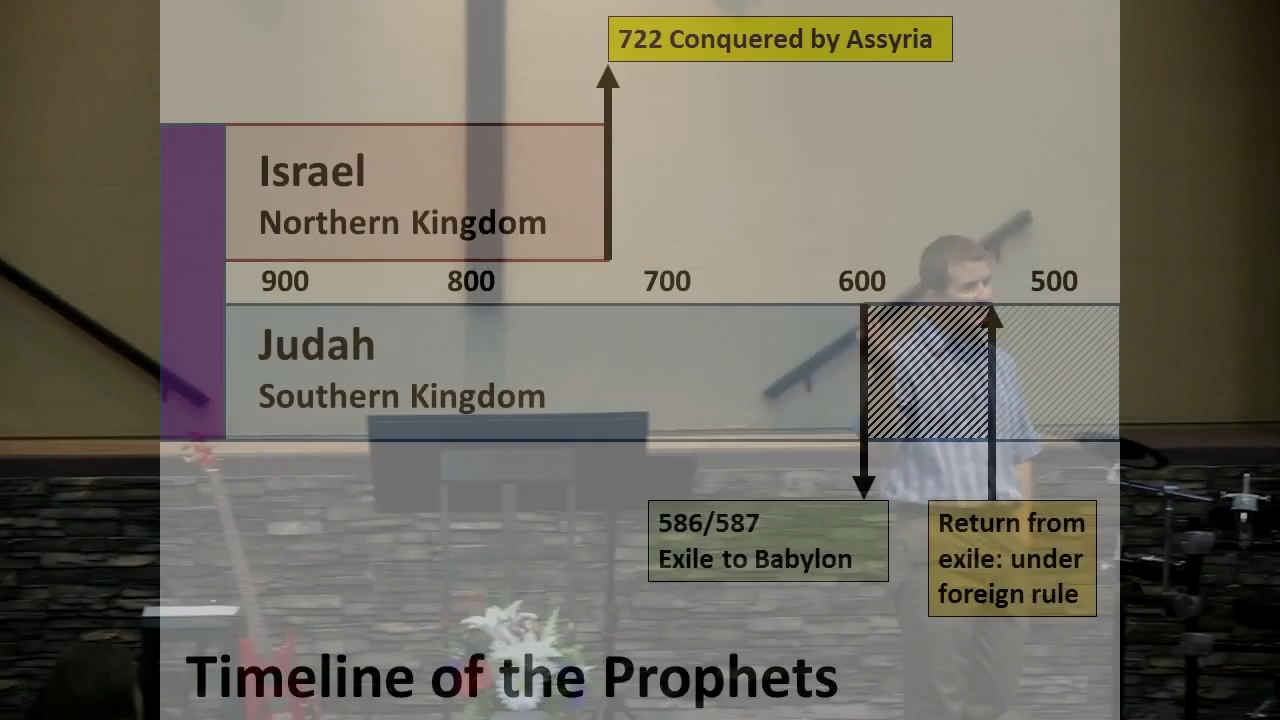 722 Conquered by Assyria
Israel
Northern Kingdom
900 800 700 600 500
Judah
Southern Kingdom
586/587
Exile to Babylon
Return from
exile: under
foreign rule
Timeline of the Prophets